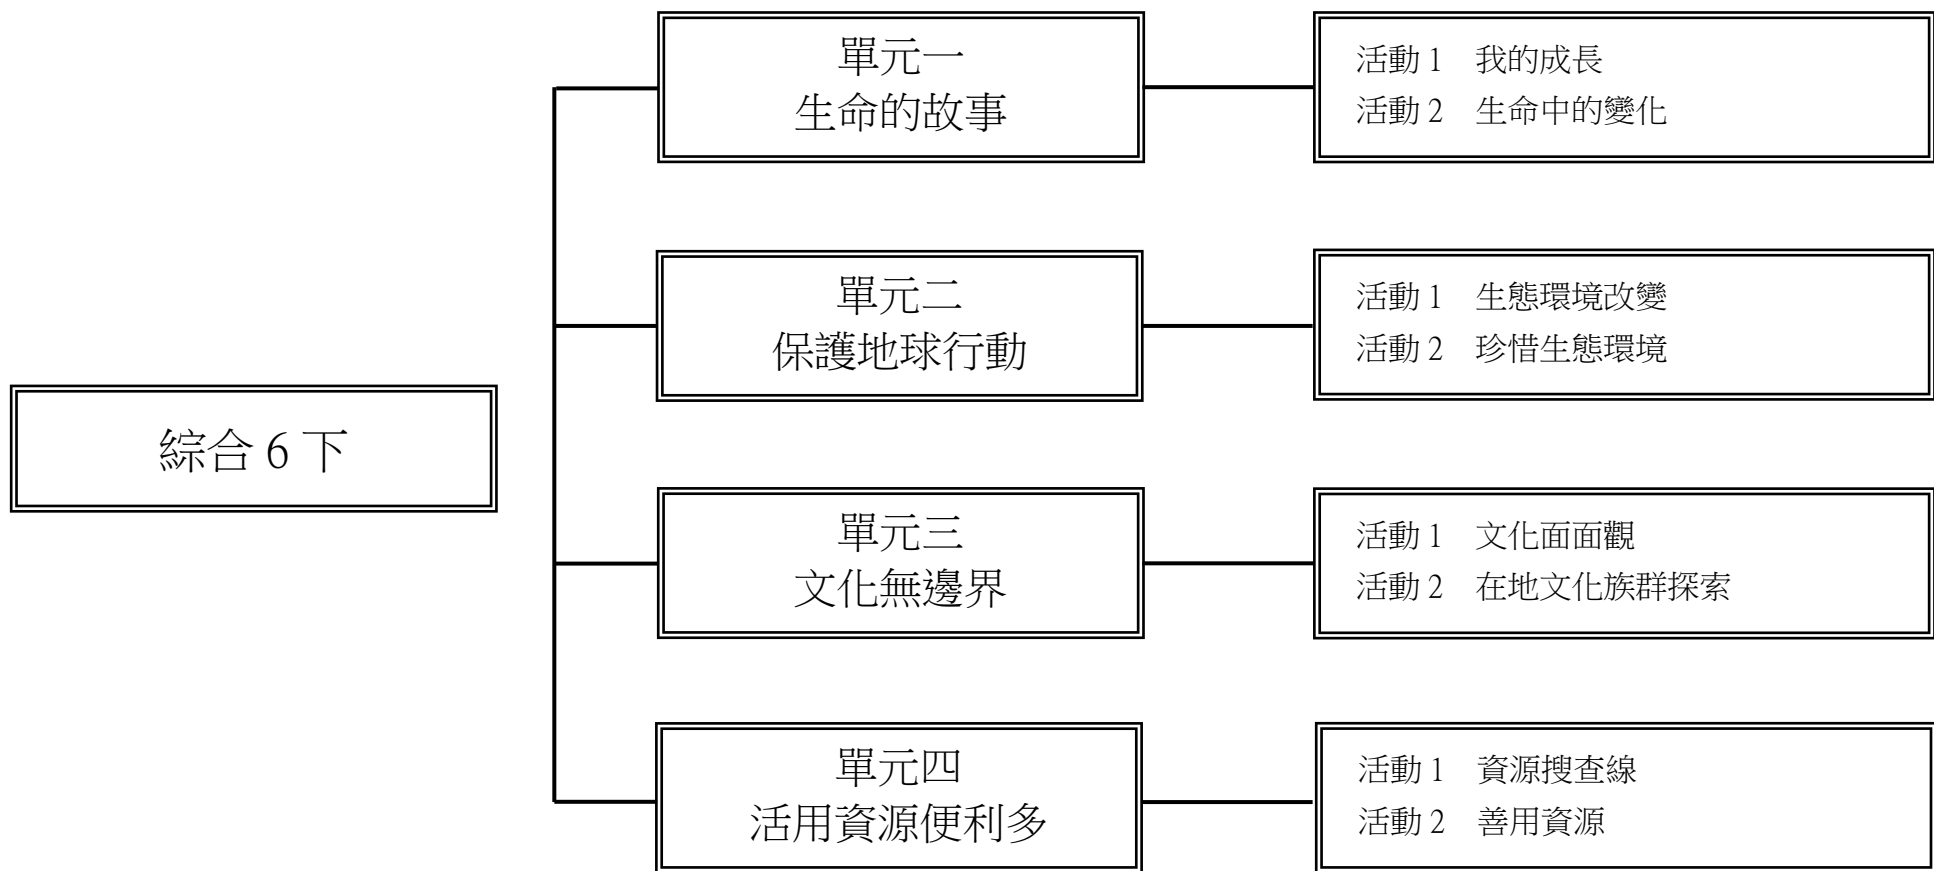 綜合 6 下
單元一
生命的故事
活動 1　我的成長
活動 2　生命中的變化
單元二
保護地球行動
活動 1　生態環境改變
活動 2　珍惜生態環境
單元三
文化無邊界
活動 1　文化面面觀
活動 2　在地文化族群探索
單元四
活用資源便利多
活動 1　資源搜查線
活動 2　善用資源